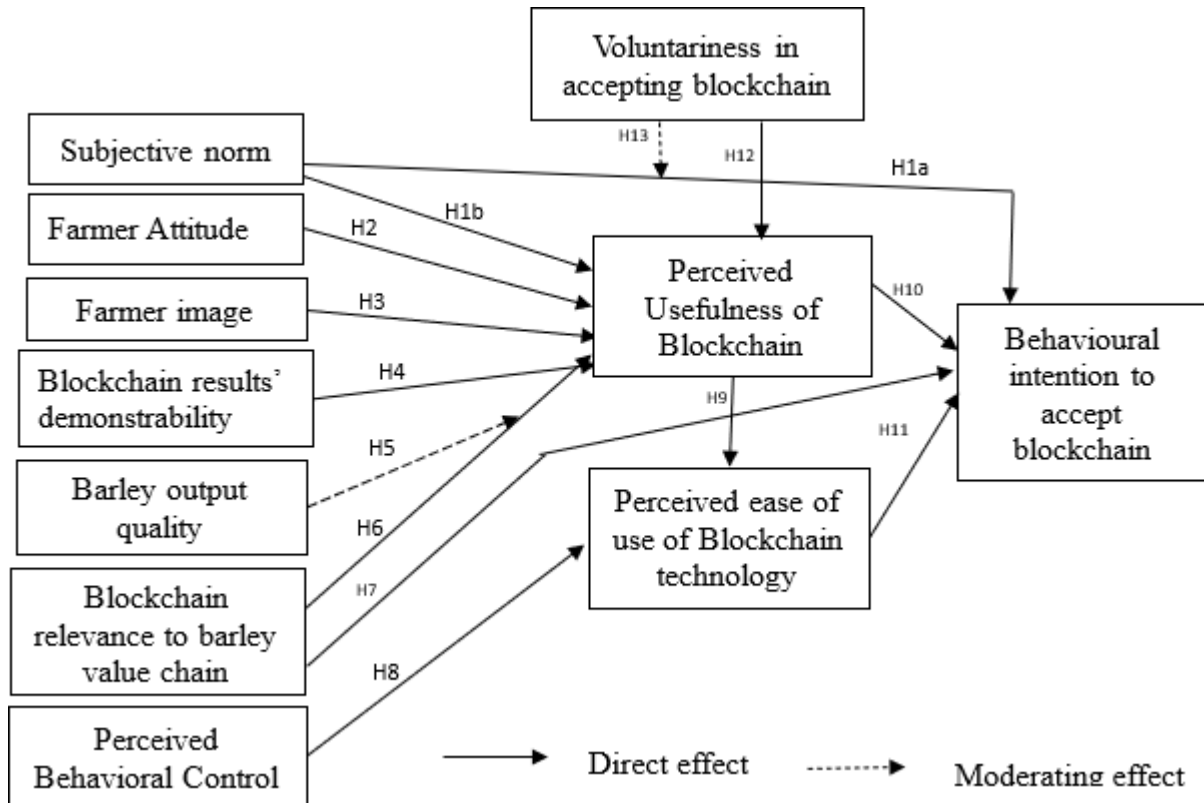 Voluntariness in
accepting blockchain
H13
H12
Subjective norm
H1a
H1b
Farmer Attitude
H2
Perceived
Usefulness of
Blockchain
H10
Farmer image
H3
Behavioural
intention to
accept
blockchain
Blockchain results’
demonstrability
H4
H9
H5
H11
Barley output
quality
Perceived ease of
use of Blockchain
technology
H6
H7
Blockchain
relevance to barley
value chain
H8
Perceived
Behavioral Control
Direct effect
Moderating effect